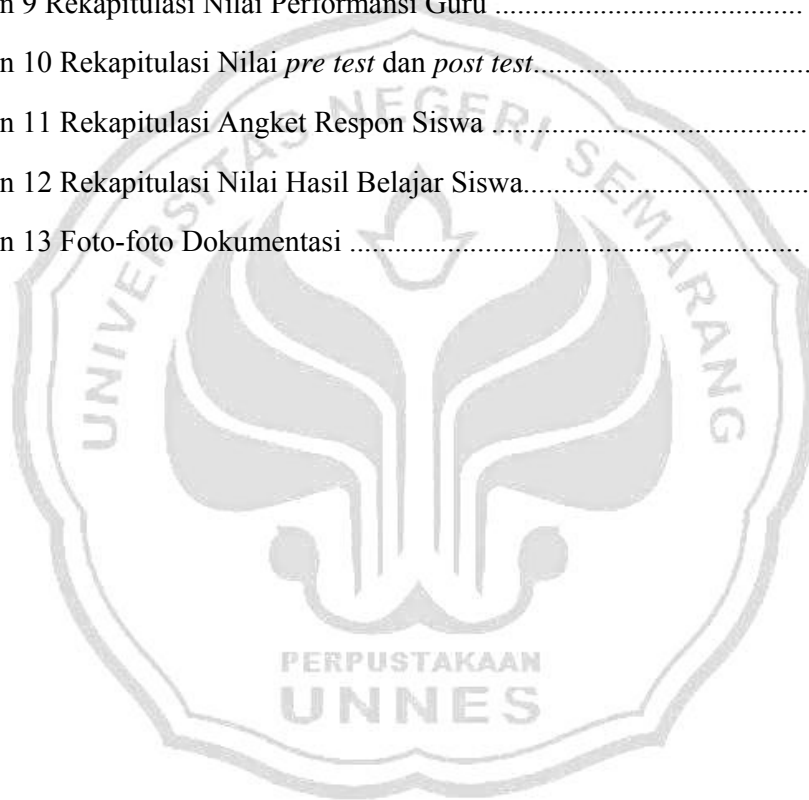 n 9 Rekapitulasi Nilai Performansi Guru ............................................
n 10 Rekapitulasi Nilai pre test dan post test.......................................
n 11 Rekapitulasi Angket Respon Siswa .............................................
n 12 Rekapitulasi Nilai Hasil Belajar Siswa.........................................
n 13 Foto-foto Dokumentasi ...............................................................
UNIVERSITAS NEGERI SEMARANG
PERPUSTAKAAN
UNNES